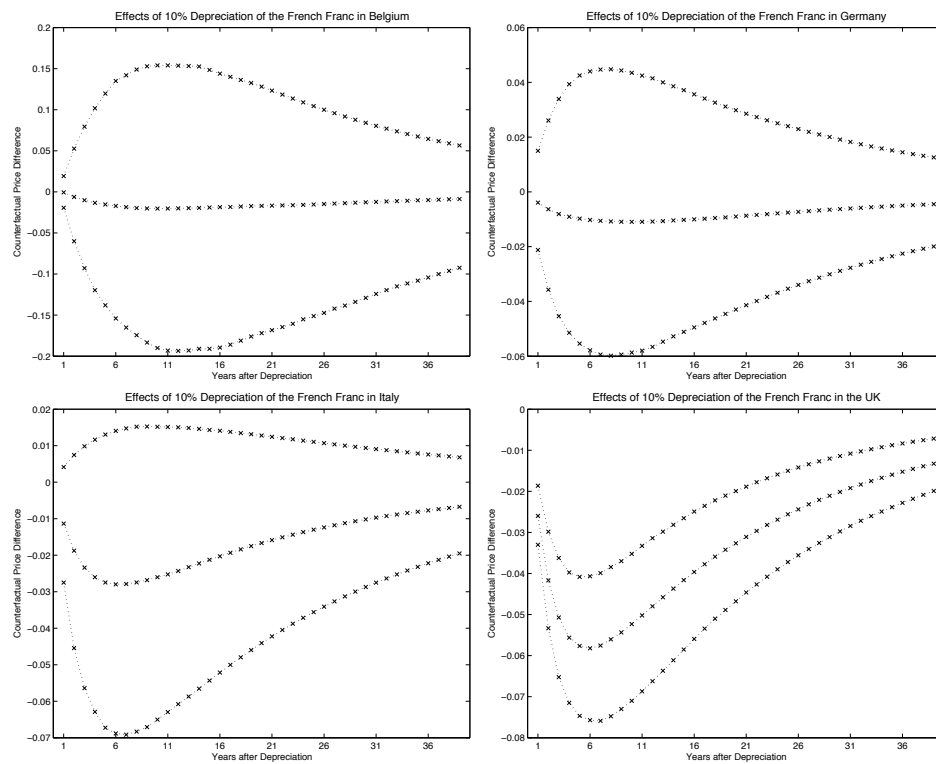 Effects of 10% Depreciation of the French Franc in Belgium
0.2
0.15
0.1
0.05
0
−0.05
−0.1
−0.15
−0.2
Counterfactual Price Difference
1 6 11 16 21 26 31 36
Years after Depreciation
Effects of 10% Depreciation of the French Franc in Germany
0.06
0.04
0.02
0
−0.02
−0.04
−0.06
Counterfactual Price Difference
1 6 11 16 21 26 31 36
Years after Depreciation
Effects of 10% Depreciation of the French Franc in Italy
0.02
0.01
0
−0.01
−0.02
−0.03
−0.04
−0.05
−0.06
−0.07
Counterfactual Price Difference
1 6 11 16 21 26 31 36
Years after Depreciation
Effects of 10% Depreciation of the French Franc in the UK
0
−0.01
−0.02
−0.03
−0.04
−0.05
−0.06
−0.07
−0.08
Counterfactual Price Difference
1 6 11 16 21 26 31 36
Years after Depreciation